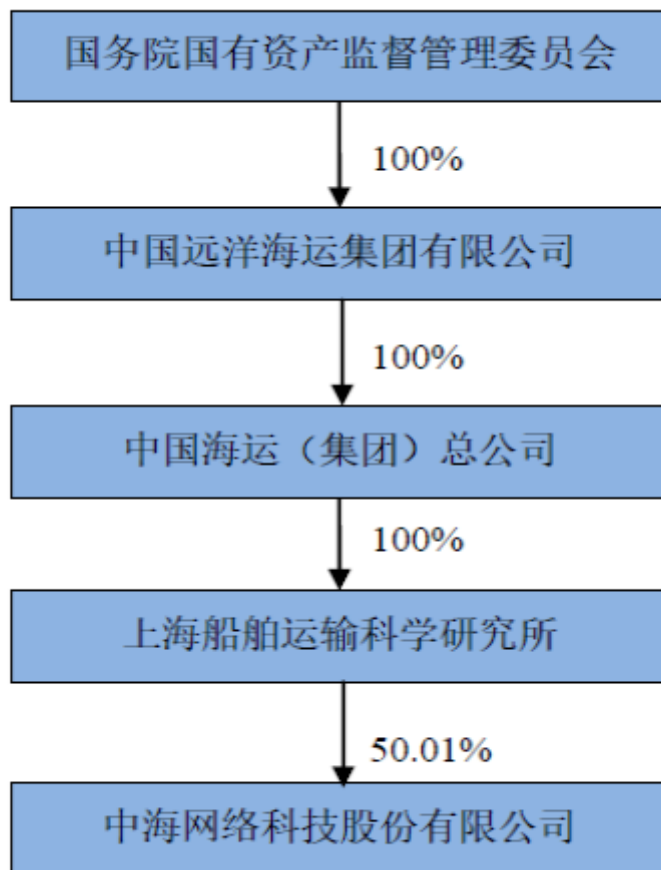 国务院国有资产监督管理委员会
100%
中国远洋海运集团有限公司
100%
中国海运（集团）总公司
100%
上海船舶运输科学研究所
50.01%
中海网络科技股份有限公司